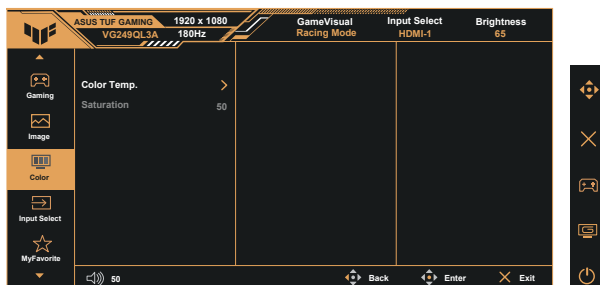 ASUS TUF GAMING 1920 x 1080
VG249QL3A 180Hz
GameVisual
Racing Mode
Input Select
HDMI-1
Brightness
65
Gaming
Image
Color
Input Select
MyFavorite
Color Temp.
Saturation 50
50
Back
Enter
Exit